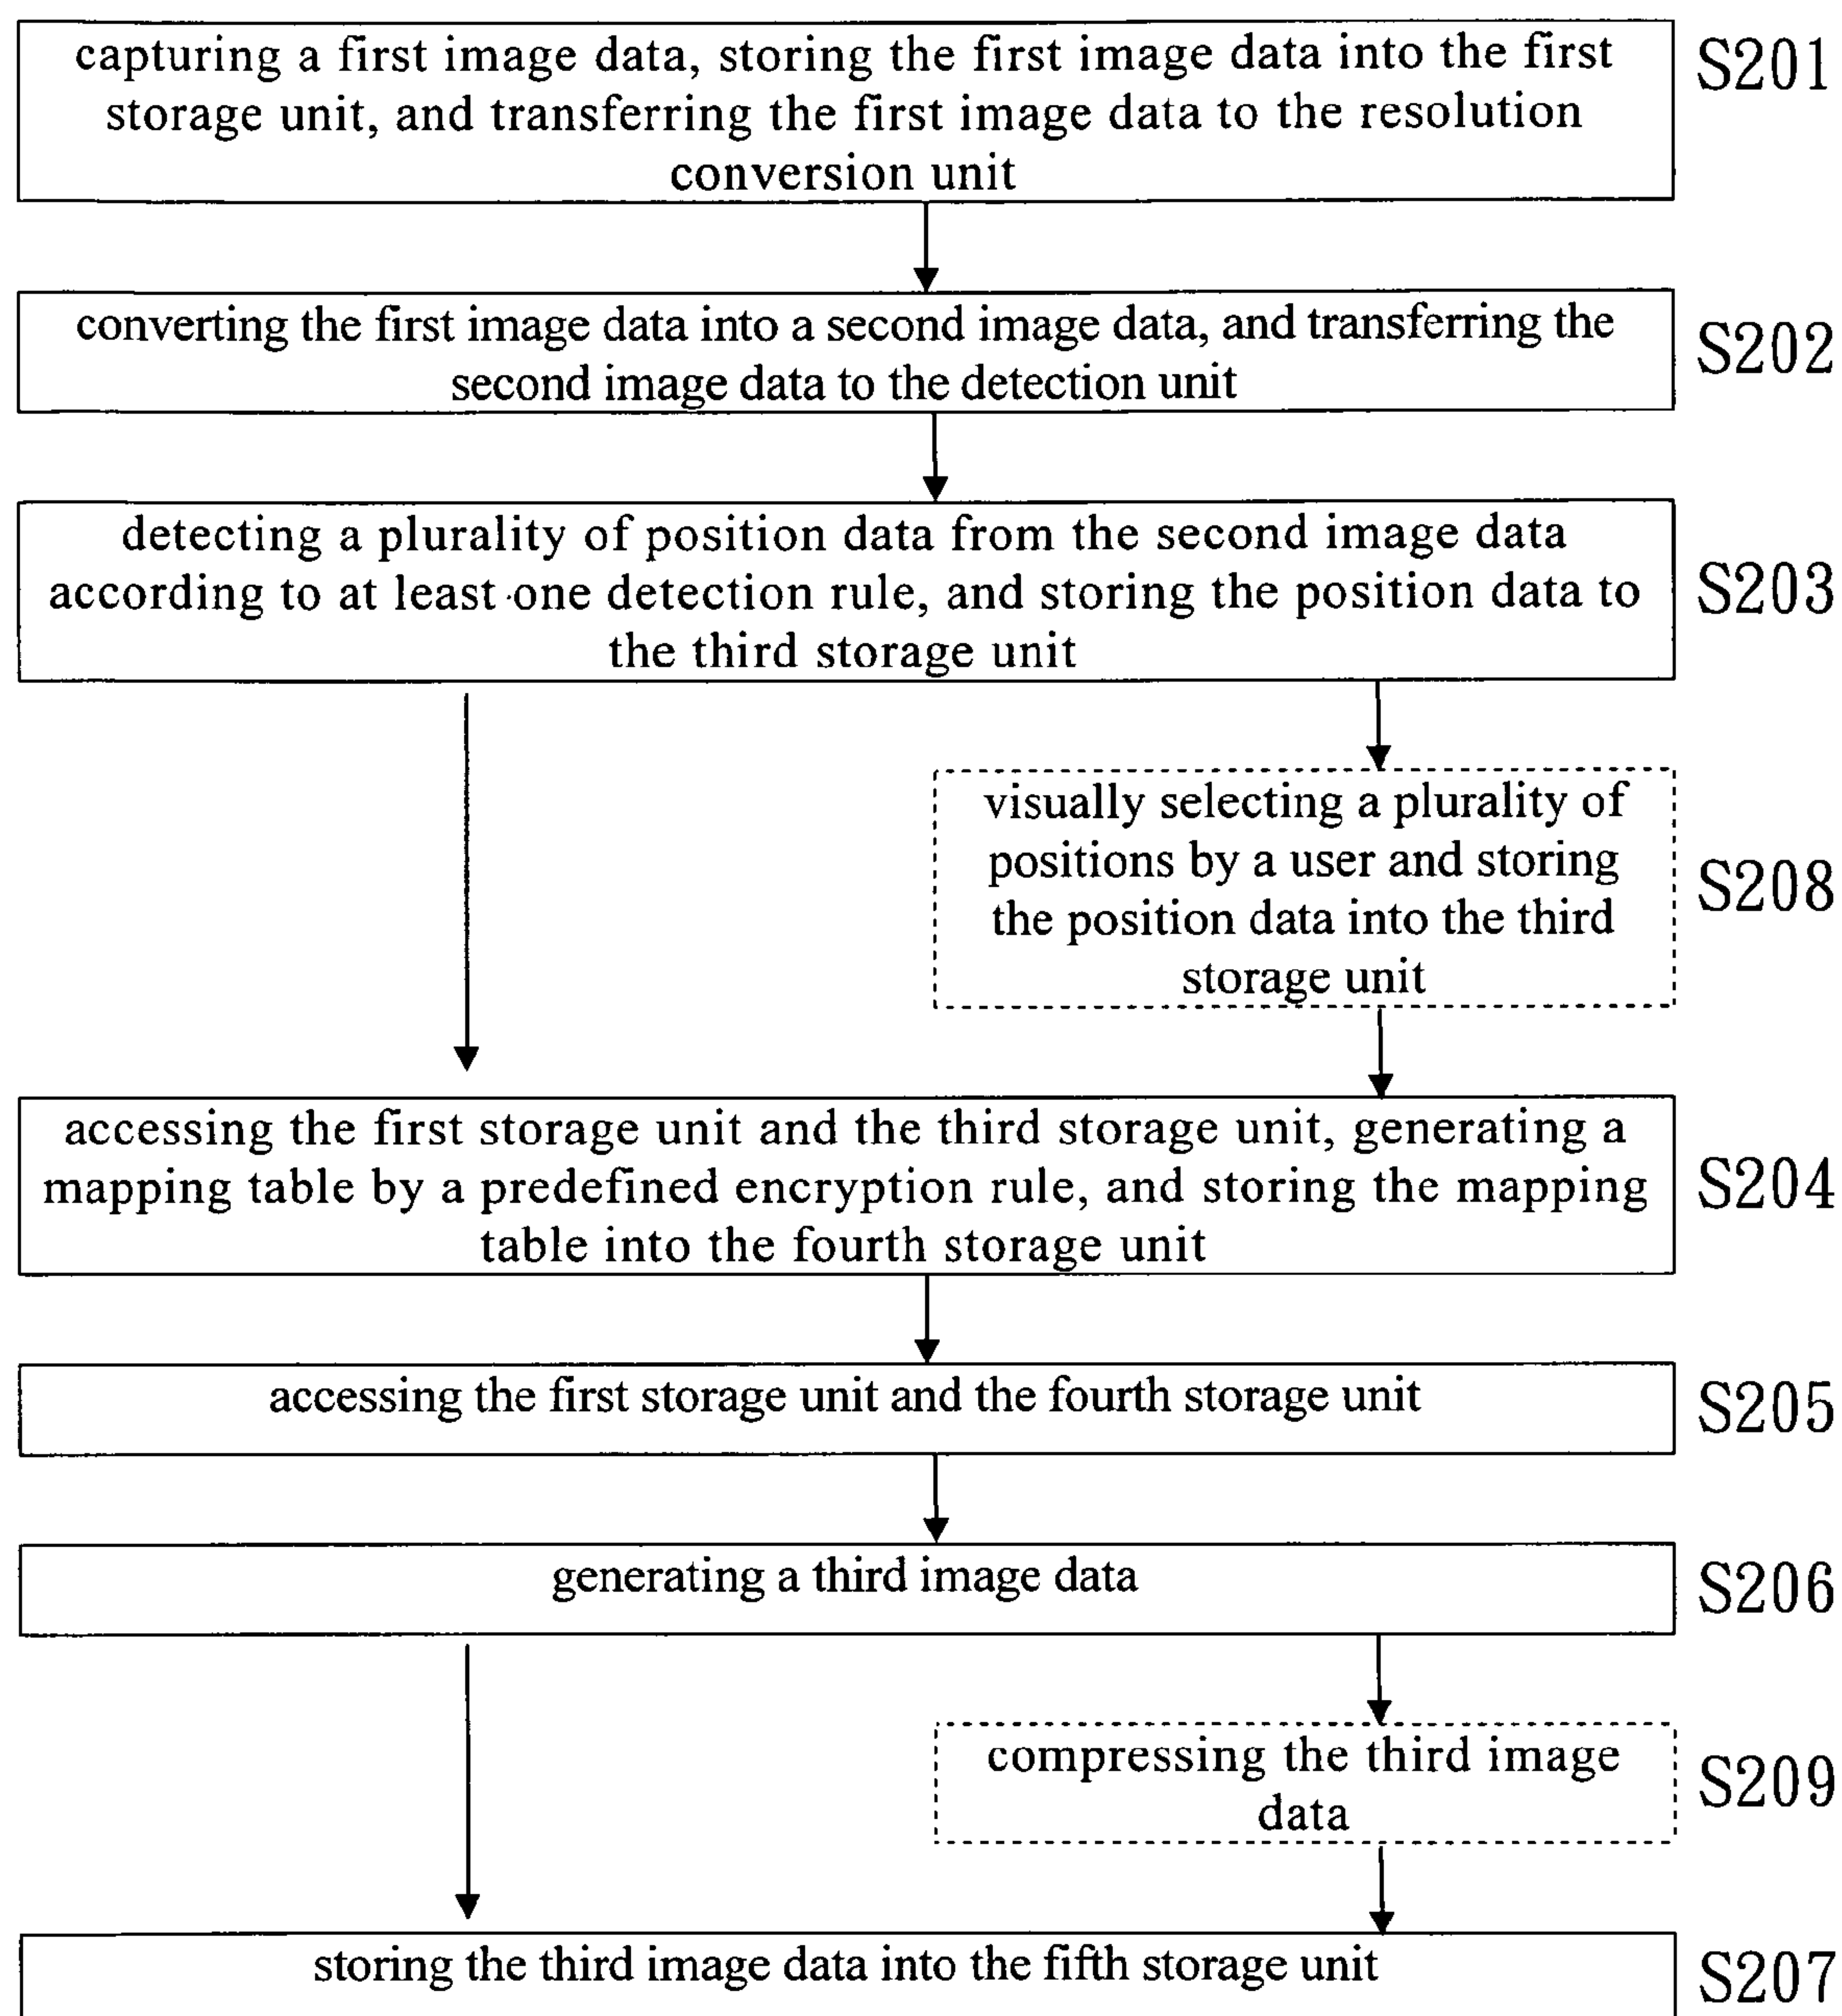 capturing a first image data, storing the first image data into the first
storage unit, and transferring the first image data to the resolution
conversion unit
S201
converting the first image data into a second image data, and transferring the
second image data to the detection unit
S202
detecting a plurality of position data from the second image data
according to at least one detection rule, and storing the position data to
the third storage unit
S203
visually selecting a plurality of
positions by a user and storing
the position data into the third
storage unit
S208
accessing the first storage unit and the third storage unit, generating a
mapping table by a predefined encryption rule, and storing the mapping
table into the fourth storage unit
S204
accessing the first storage unit and the fourth storage unit
S205
generating a third image data
S206
compressing the third image
data
S209
storing the third image data into the fifth storage unit
S207